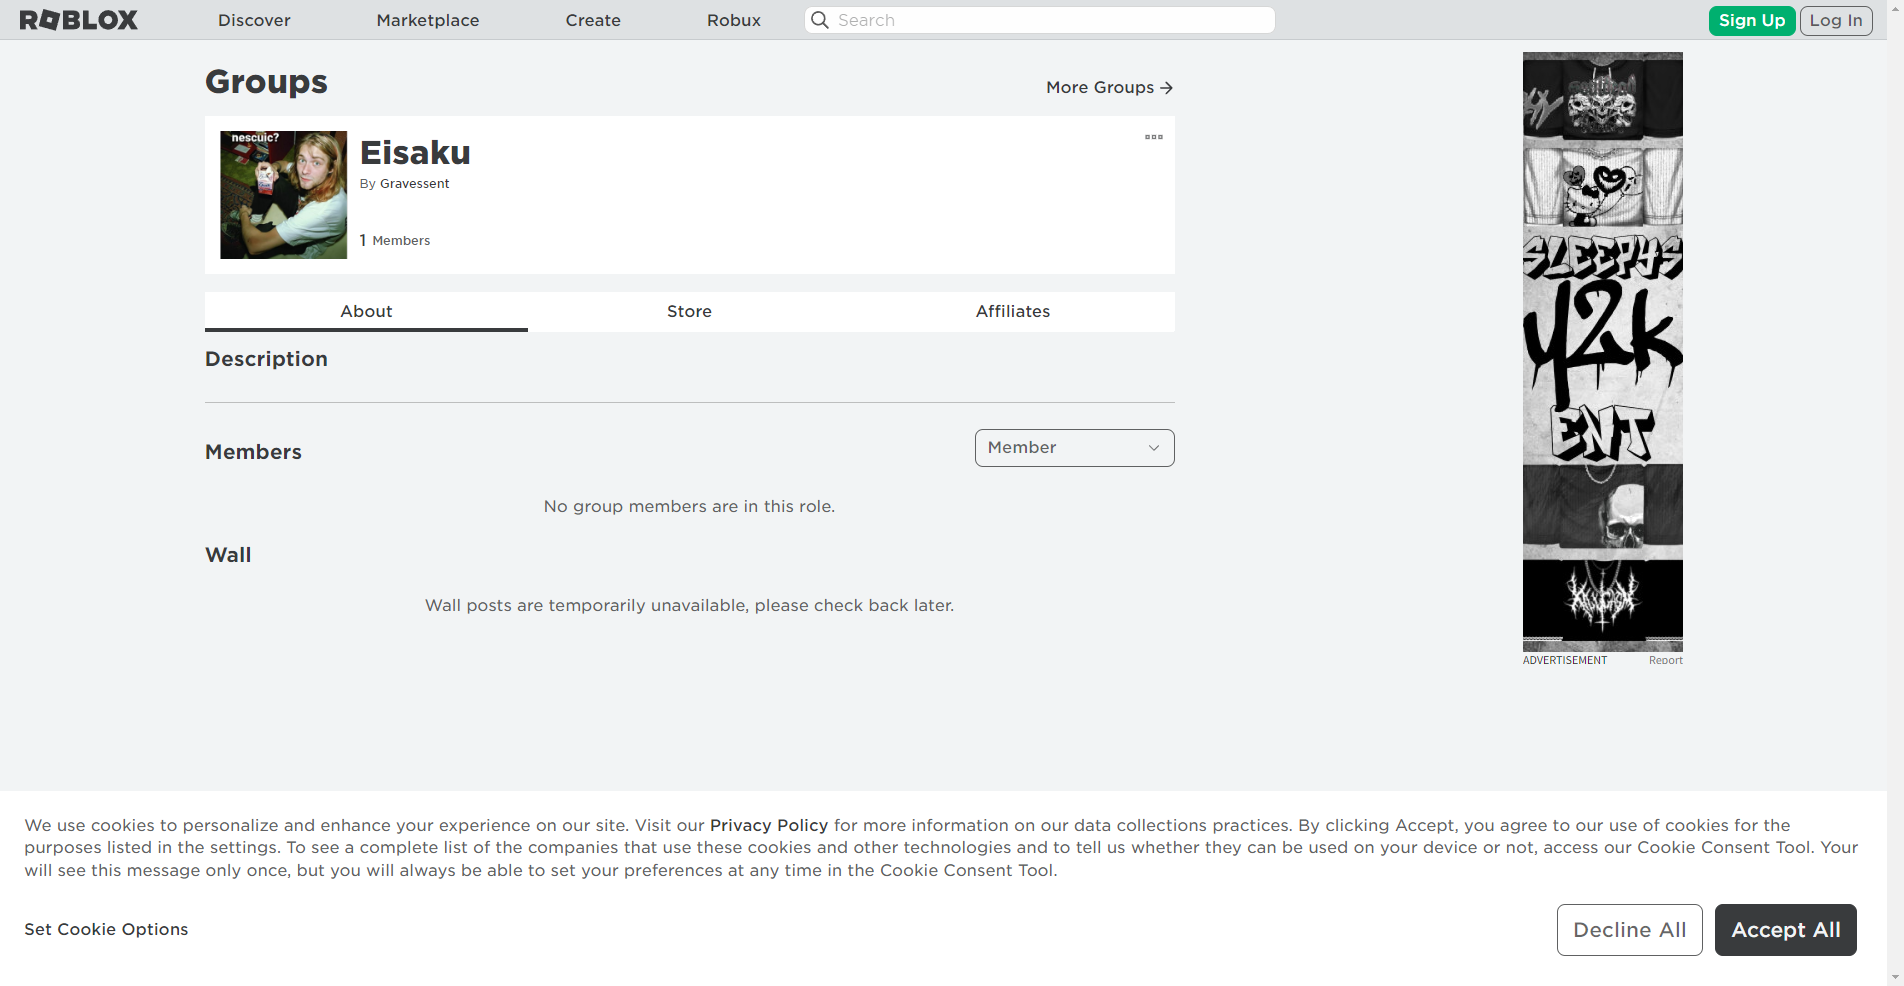 ROBLOX
Discover
Marketplace
Create
Robux
Search
Sign Up
Log In
Groups
More Groups
nescuic?
Eisaku
By Gravessent
1 Members
About
Store
Affiliates
Description
Members
Member
No group members are in this role.
Wall
Wall posts are temporarily unavailable, please check back later.
SLEEPYS
y2k
ENT
ADVERTISEMENT
Report
We use cookies to personalize and enhance your experience on our site. Visit our Privacy Policy for more information on our data collections practices. By clicking Accept, you agree to our use of cookies for the
purposes listed in the settings. To see a complete list of the companies that use these cookies and other technologies and to tell us whether they can be used on your device or not, access our Cookie Consent Tool. Your
will see this message only once, but you will always be able to set your preferences at any time in the Cookie Consent Tool.
Set Cookie Options
Decline All
Accept All